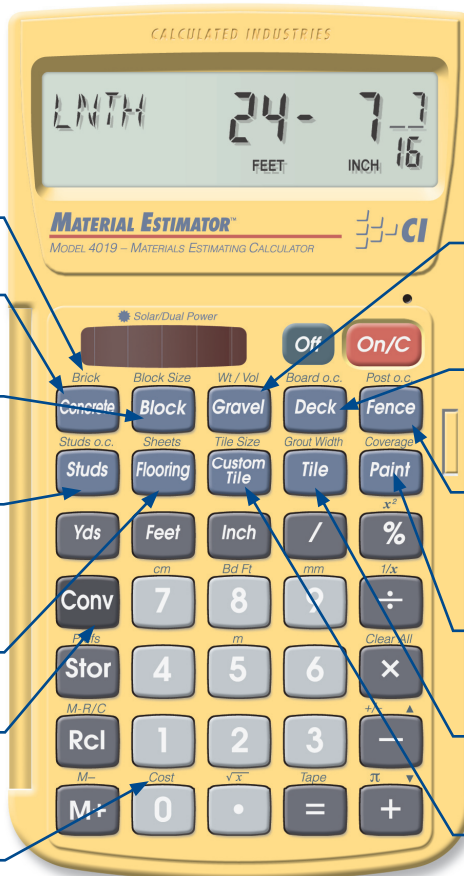 CALCULATED INDUSTRIES
LNTH 24- 7 7/16
FEET INCH
MATERIAL ESTIMATOR™ CI
MODEL 4019 – MATERIALS ESTIMATING CALCULATOR
Solar/Dual Power
Off On/C
Brick Block Size Wt / Vol Board o.c. Post o.c.
Concrete Block Gravel Deck Fence
Studs o.c. Sheets Tile Size Grout Width Coverage
Studs Flooring Custom Tile Tile Paint
x²
Yds Feet Inch / %
cm Bd Ft mm 1/x
Conv 7 8 9 ÷
Prefs m Clear All
Stor 4 5 6 ×
M-R/C +/- ▲
Rcl 1 2 3 −
M− Cost √x Tape π ▼
M+ 0 • = +